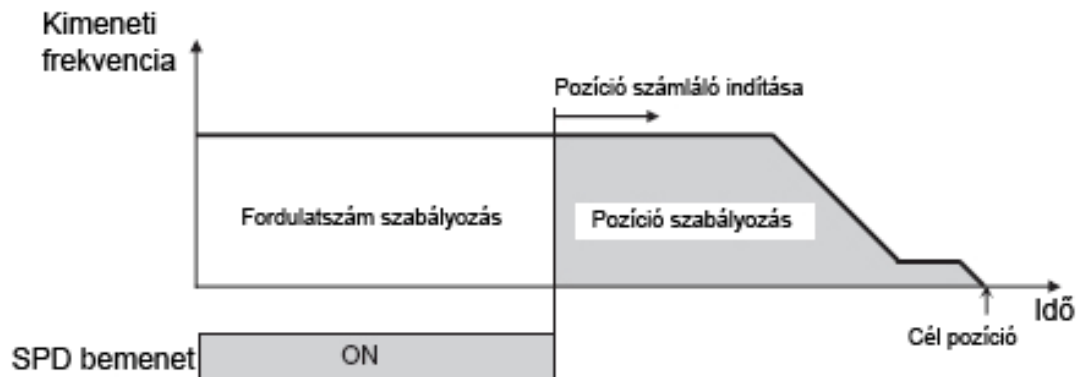 Kimeneti
frekvencia
Pozíció számláló indítása
Fordulatszám szabályozás
Pozíció szabályozás
Idő
Cél pozíció
SPD bemenet
ON